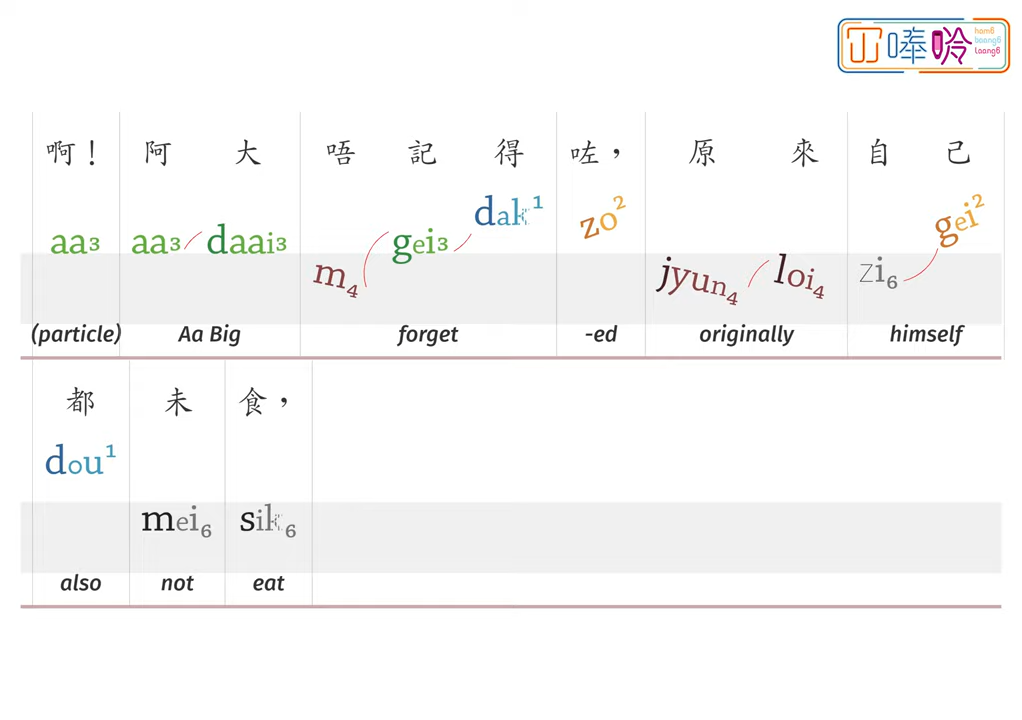 冚唪唥
ham6
baang6
laang6
啊！ 阿大 唔記得 咗， 原來 自己
aa3 aa3 daai3 m4 gei3 dak1 zo2 jyun4 loi4 zi6 gei2
(particle) Aa Big forget -ed originally himself
都 未 食，
dou1 mei6 sik6
also not eat